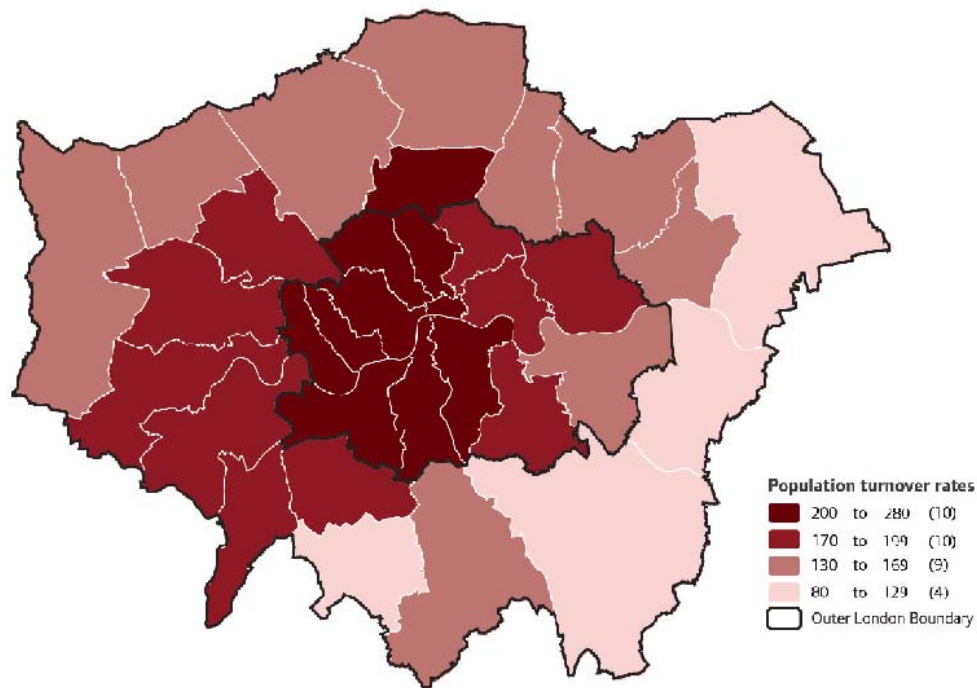 Population turnover rates
200 to 280 (10)
170 to 199 (10)
130 to 169 (9)
80 to 129 (4)
Outer London Boundary